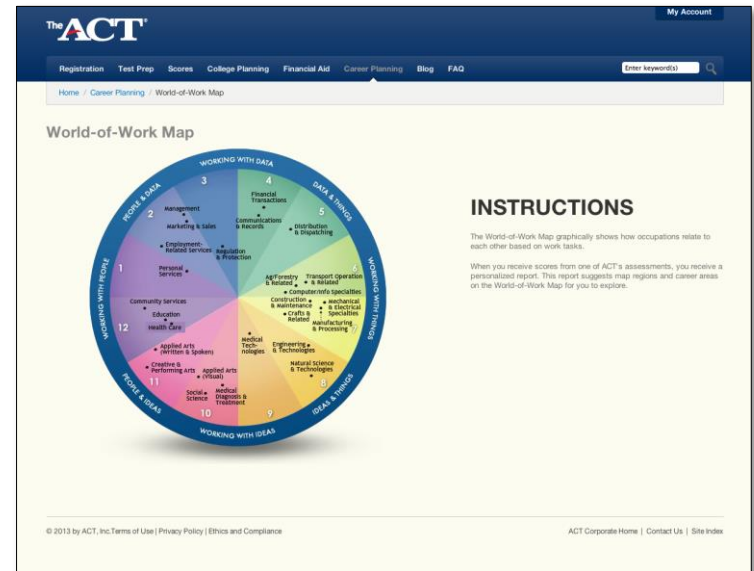 My Account
The ACT®
Registration Test Prep Scores College Planning Financial Aid Career Planning Blog FAQ
Enter keyword(s)
Home / Career Planning / World-of-Work Map
World-of-Work Map
WORKING WITH DATA
PEOPLE & DATA
DATA & THINGS
WORKING WITH PEOPLE
WORKING WITH THINGS
PEOPLE & IDEAS
IDEAS & THINGS
WORKING WITH IDEAS
3
4
2
5
1
6
12
7
11
8
10
9
Management
Marketing & Sales
Employment-
Related Services
Regulation
& Protection
Personal
Services
Financial
Transactions
Communications
& Records
Distribution
& Dispatching
Ag/Forestry
& Related
Transport Operation
& Related
Computer/Info Specialties
Construction
& Maintenance
Mechanical
& Electrical
Specialties
Crafts &
Related
Manufacturing
& Processing
Community Services
Education
Health Care
Applied Arts
(Written & Spoken)
Creative &
Performing Arts
Applied Arts
(Visual)
Social
Science
Medical
Diagnosis &
Treatment
Medical
Tech-
nologies
Engineering
& Technologies
Natural Science
& Technologies
INSTRUCTIONS
The World-of-Work Map graphically shows how occupations relate to
each other based on work tasks.
When you receive scores from one of ACT's assessments, you receive a
personalized report. This report suggests map regions and career areas
on the World-of-Work Map for you to explore.
© 2013 by ACT, Inc.Terms of Use | Privacy Policy | Ethics and Compliance
ACT Corporate Home | Contact Us | Site Index